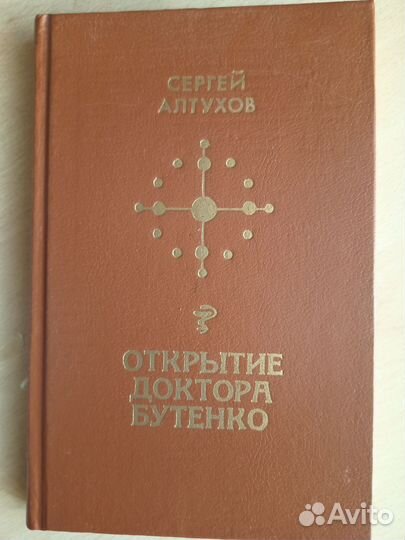 СЕРГЕЙ
АЛТУХОВ
ОТКРЫТИЕ
ДОКТОРА
БУТЕНКО
Avito